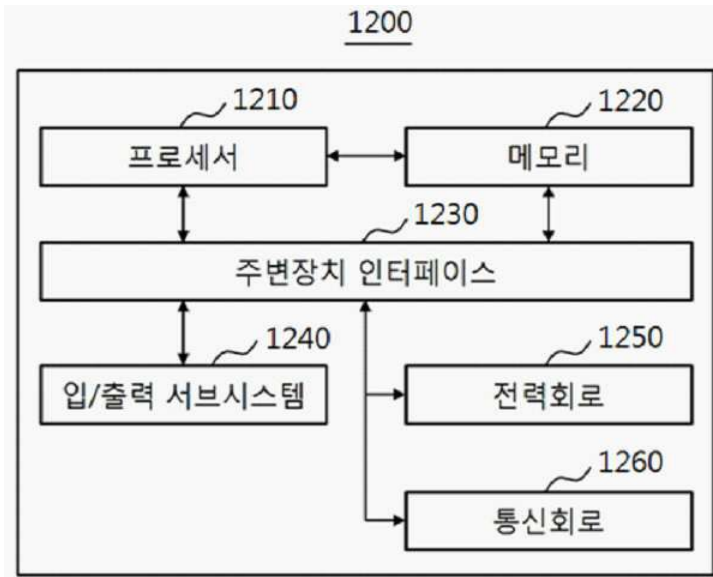 1200
1210
1220
프로세서
메모리
1230
주변장치 인터페이스
1240
1250
입/출력 서브시스템
전력회로
1260
통신회로